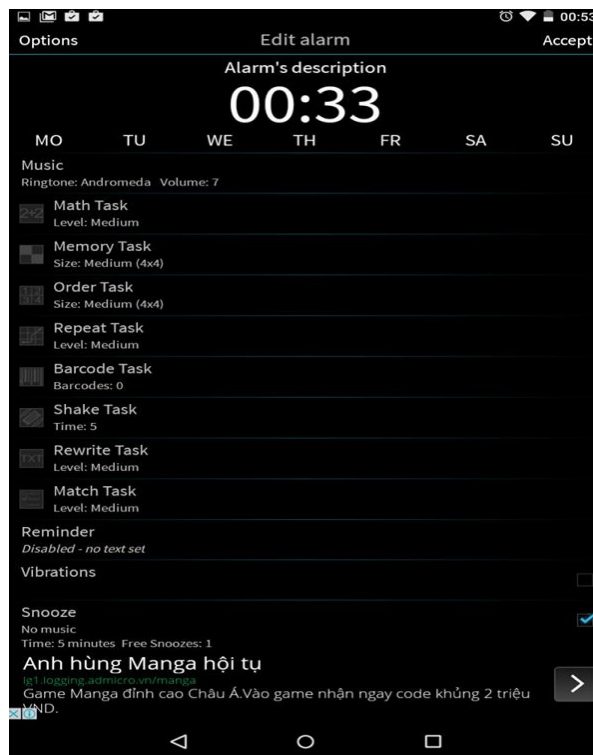 00:53
Options Edit alarm Accept
Alarm's description
00:33
MO TU WE TH FR SA SU
Music
Ringtone: Andromeda Volume: 7
2+2 Math Task
Level: Medium
Memory Task
Size: Medium (4x4)
Order Task
Size: Medium (4x4)
Repeat Task
Level: Medium
Barcode Task
Barcodes: 0
Shake Task
Time: 5
TXT Rewrite Task
Level: Medium
Match Task
Level: Medium
Reminder
Disabled - no text set
Vibrations
Snooze
No music
Time: 5 minutes Free Snoozes: 1
Anh hùng Manga hội tụ
lg1.logging.admicro.vn/manga
Game Manga đỉnh cao Châu Á.Vào game nhận ngay code khủng 2 triệu
VND.